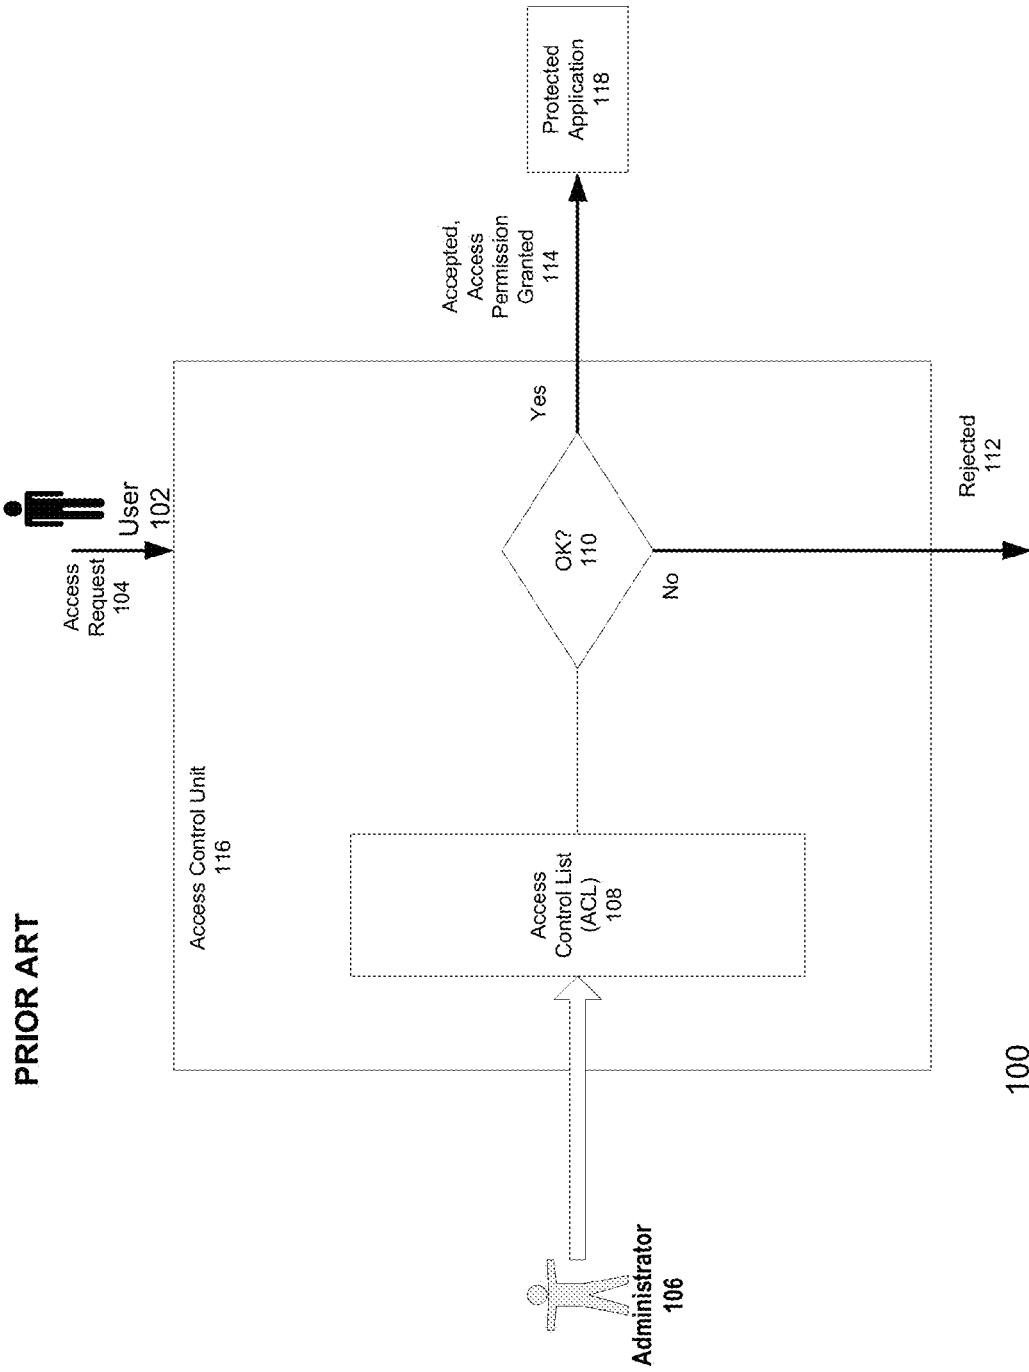 PRIOR ART
Access
Request
104
User
102
Access Control Unit
116
Access
Control List
(ACL)
108
OK?
110
Yes
No
Accepted,
Access
Permission
Granted
114
Protected
Application
118
Rejected
112
Administrator
106
100